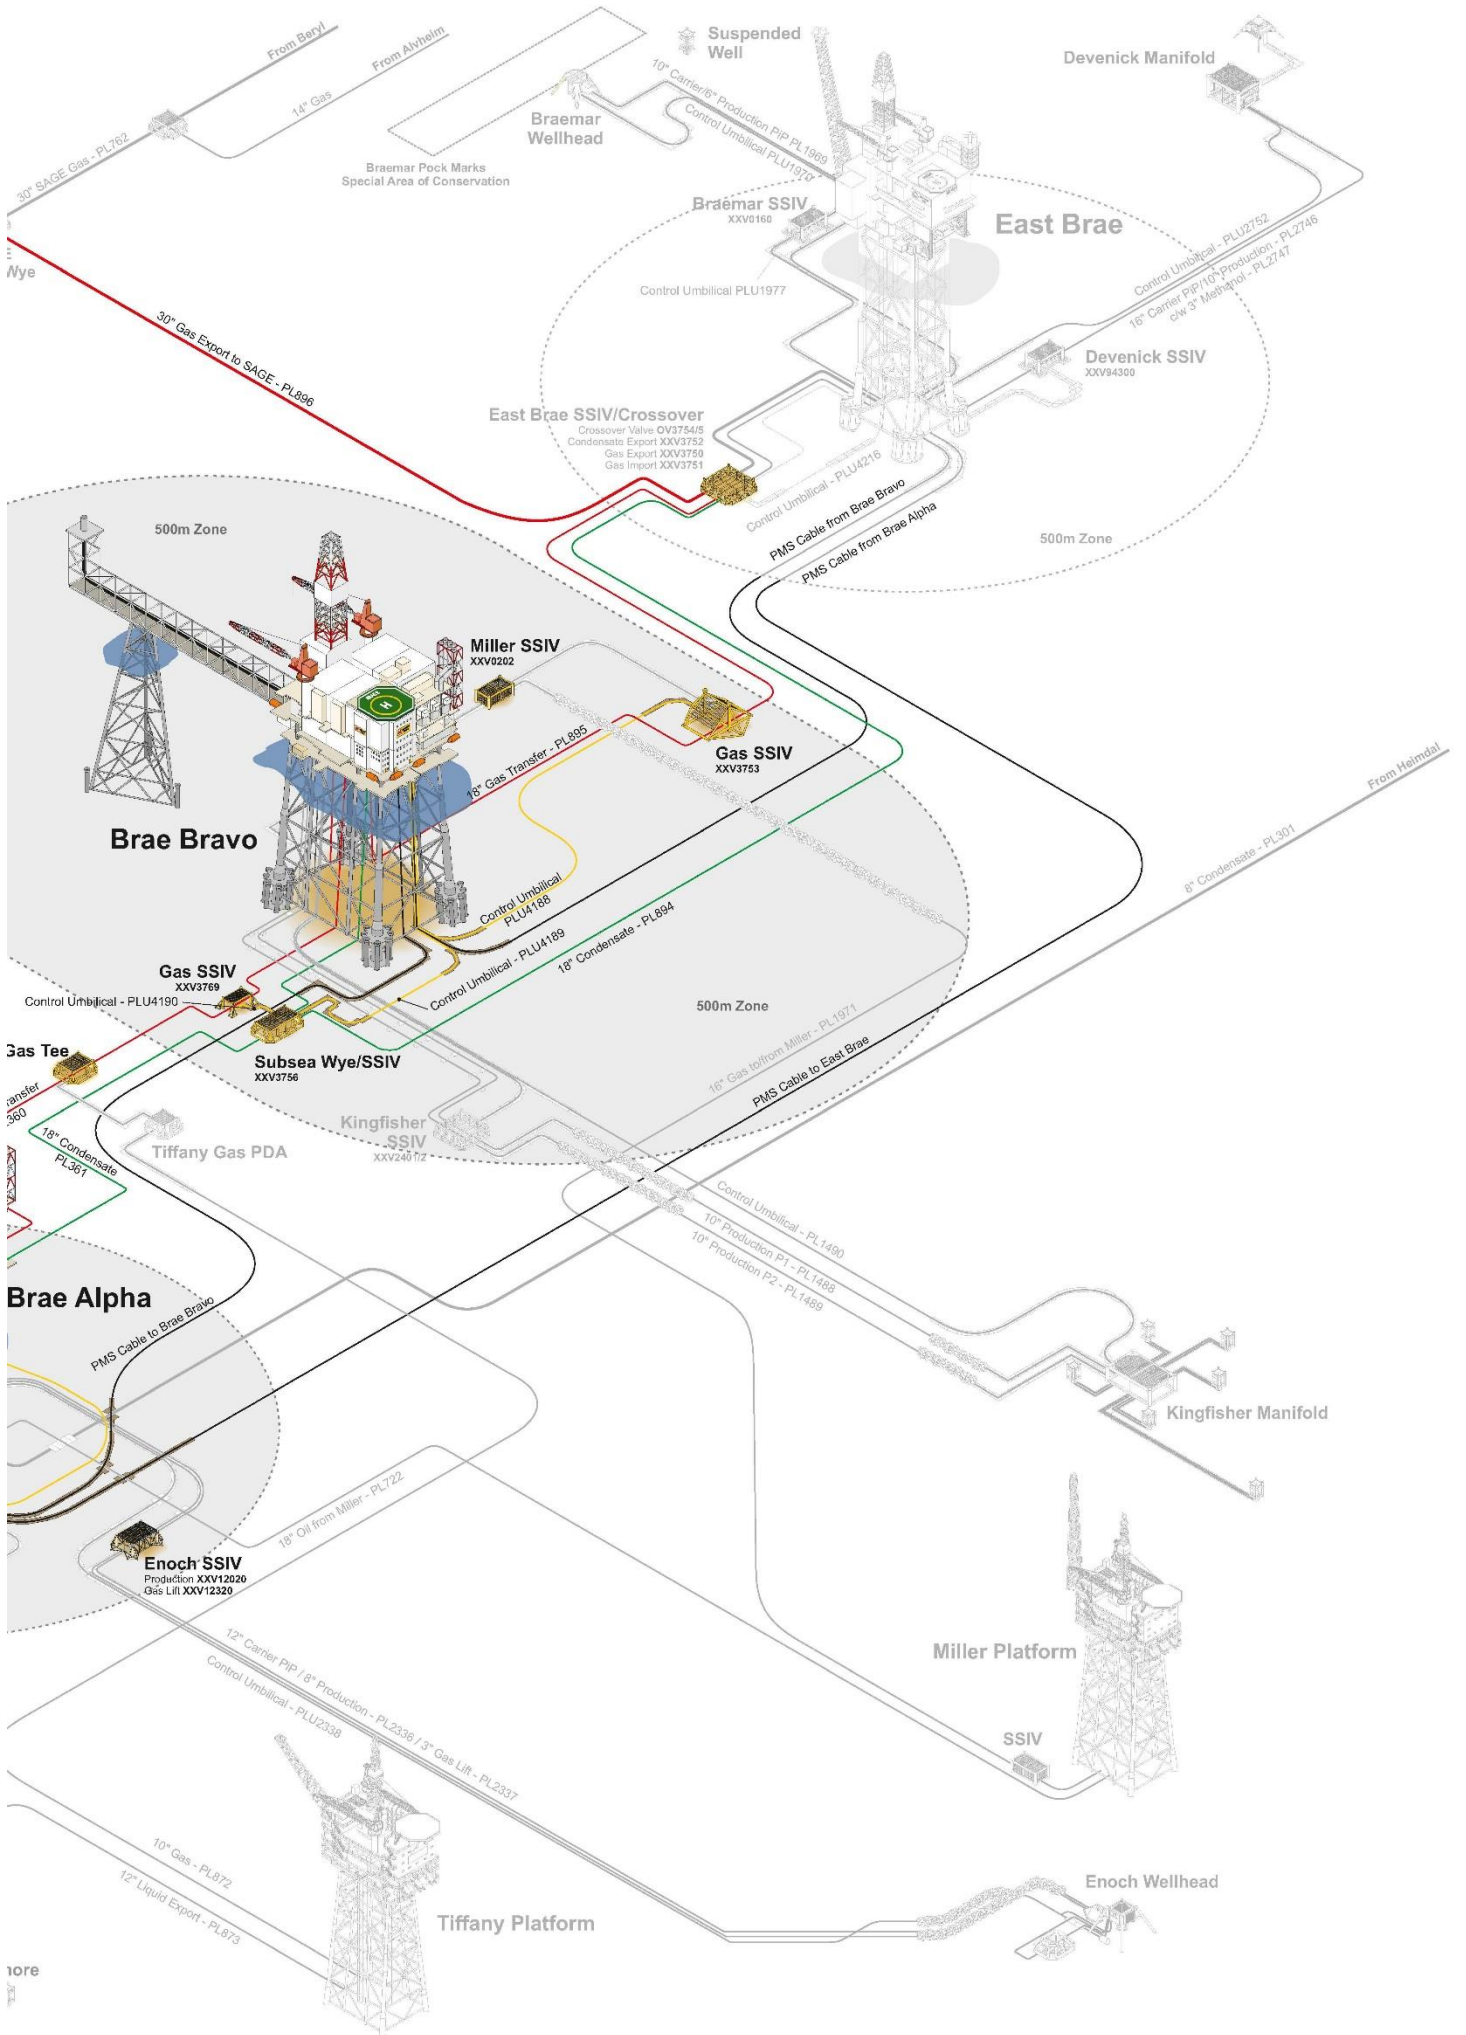 From Beryl
From Alvheim
14" Gas
30" SAGE Gas - PL762
Wye
Braemar Pock Marks
Special Area of Conservation
Braemar
Wellhead
Suspended
Well
10" Carrier/6" Production PiP PL1969
Control Umbilical PLU1970
Devenick Manifold
Braemar SSIV
XXV0160
East Brae
Control Umbilical PLU1977
Control Umbilical - PLU2752
16" Carrier PiP/10" Production - PL2746
c/w 3" Methanol - PL2747
Devenick SSIV
XXV94300
30" Gas Export to SAGE - PL896
East Brae SSIV/Crossover
Crossover Valve OV3754/5
Condensate Export XXV3752
Gas Export XXV3750
Gas Import XXV3751
Control Umbilical - PLU4216
PMS Cable from Brae Bravo
PMS Cable from Brae Alpha
500m Zone
500m Zone
Miller SSIV
XXV0202
H
Gas SSIV
XXV3753
18" Gas Transfer - PL895
Brae Bravo
From Heimdal
8" Condensate - PL301
Control Umbilical
PLU4188
Control Umbilical - PLU4189
18" Condensate - PL894
Gas SSIV
XXV3769
Control Umbilical - PLU4190
500m Zone
Gas Tee
Subsea Wye/SSIV
XXV3756
16" Gas to/from Miller - PL1971
PMS Cable to East Brae
ransfer
360
18" Condensate
PL361
Tiffany Gas PDA
Kingfisher
SSIV
XXV2401/2
Control Umbilical - PL1490
10" Production P1 - PL1488
10" Production P2 - PL1489
Brae Alpha
PMS Cable to Brae Bravo
Kingfisher Manifold
18" Oil from Miller - PL722
Enoch SSIV
Production XXV12020
Gas Lift XXV12320
12" Carrier PiP / 8" Production - PL2336 / 3" Gas Lift - PL2337
Control Umbilical - PLU2338
Miller Platform
SSIV
10" Gas - PL872
12" Liquid Export - PL873
Tiffany Platform
Enoch Wellhead
more